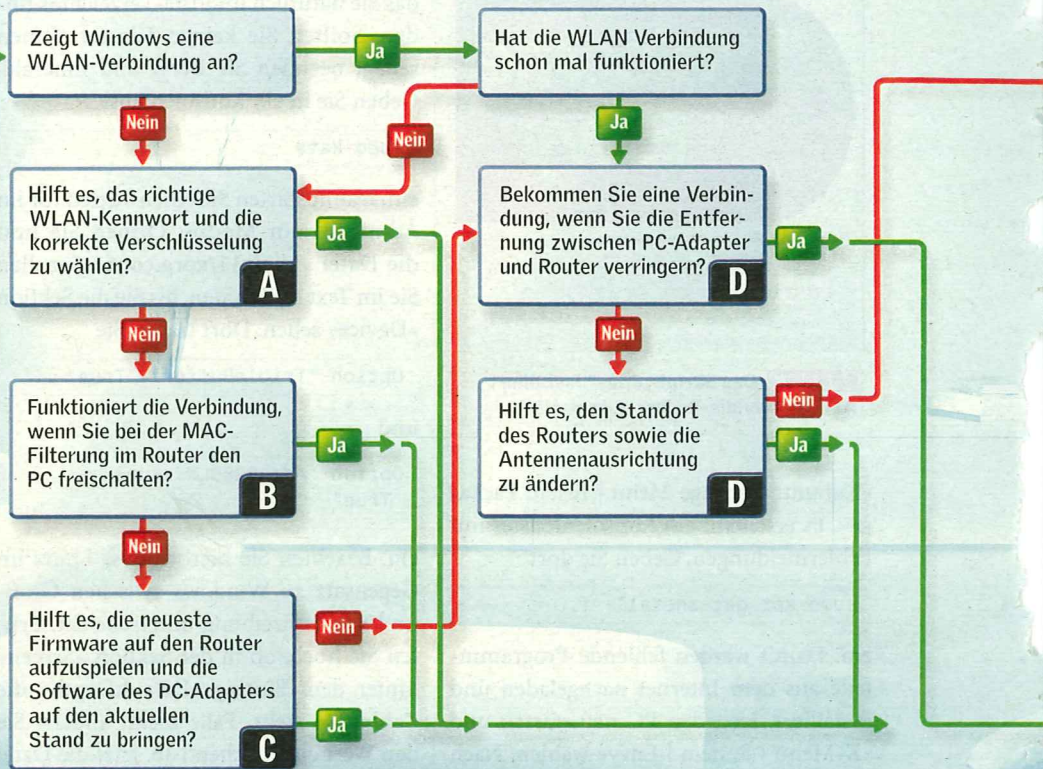 Zeigt Windows eine
WLAN-Verbindung an?
Ja
Hat die WLAN Verbindung
schon mal funktioniert?
Nein
Nein
Ja
Hilft es, das richtige
WLAN-Kennwort und die
korrekte Verschlüsselung
zu wählen?
A
Ja
Bekommen Sie eine Verbin-
dung, wenn Sie die Entfer-
nung zwischen PC-Adapter
und Router verringern?
D
Ja
Nein
Nein
Funktioniert die Verbindung,
wenn Sie bei der MAC-
Filterung im Router den
PC freischalten?
B
Ja
Hilft es, den Standort
des Routers sowie die
Antennenausrichtung
zu ändern?
D
Nein
Ja
Nein
Hilft es, die neueste
Firmware auf den Router
aufzuspielen und die
Software des PC-Adapters
auf den aktuellen
Stand zu bringen?
C
Nein
Ja